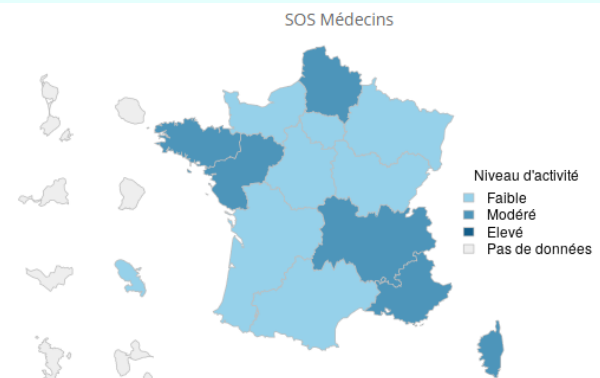 SOS Médecins
Niveau d'activité
Faible
Modéré
Elevé
Pas de données